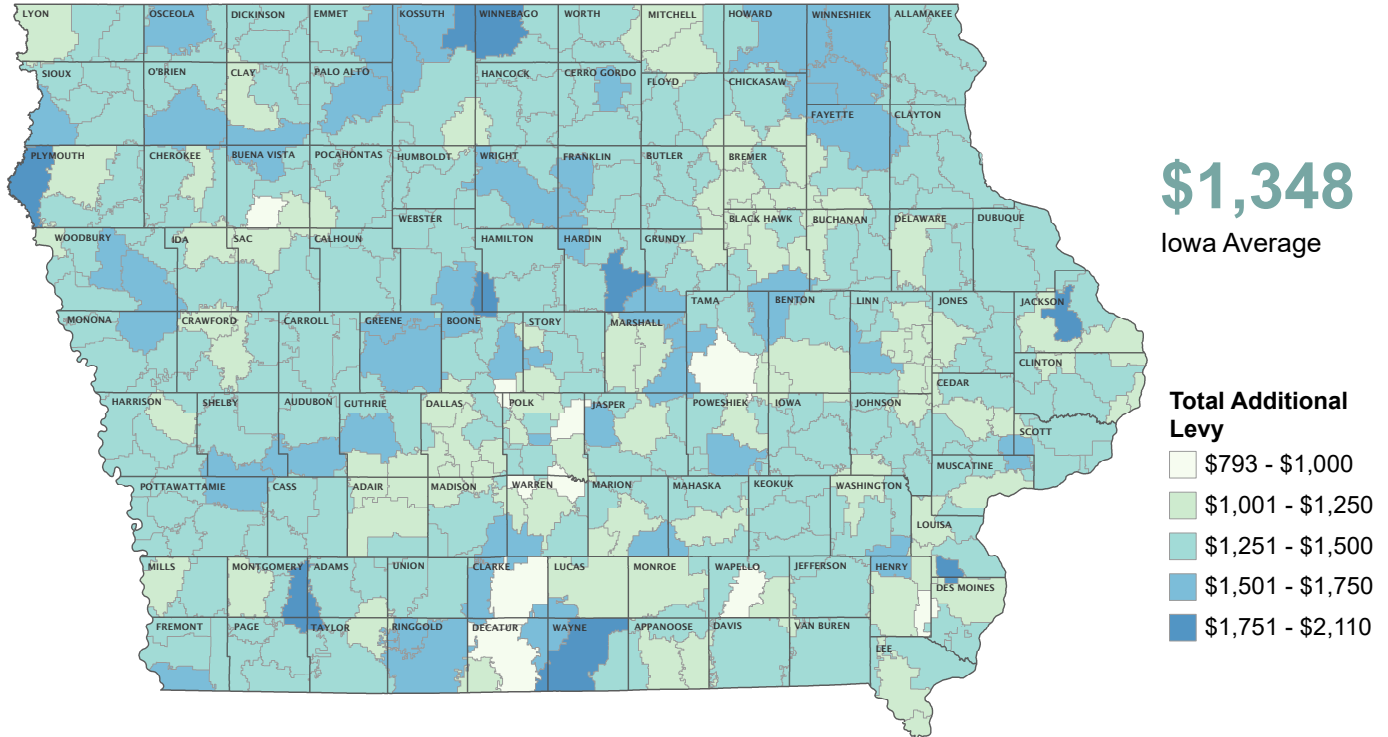 LYON
OSCEOLA
DICKINSON
EMMET
KOSSUTH
WINNEBAGO
WORTH
MITCHELL
HOWARD
WINNESHIEK
ALLAMAKEE
SIOUX
O'BRIEN
CLAY
PALO ALTO
HANCOCK
CERRO GORDO
FLOYD
CHICKASAW
FAYETTE
CLAYTON
PLYMOUTH
CHEROKEE
BUENA VISTA
POCAHONTAS
HUMBOLDT
WRIGHT
FRANKLIN
BUTLER
BREMER
$1,348
Iowa Average
WEBSTER
BLACK HAWK
BUCHANAN
DELAWARE
DUBUQUE
WOODBURY
IDA
SAC
CALHOUN
HAMILTON
HARDIN
GRUNDY
TAMA
BENTON
LINN
JONES
JACKSON
MONONA
CRAWFORD
CARROLL
GREENE
BOONE
STORY
MARSHALL
CLINTON
CEDAR
HARRISON
SHELBY
AUDUBON
GUTHRIE
DALLAS
POLK
JASPER
POWESHIEK
IOWA
JOHNSON
SCOTT
MUSCATINE
Total Additional
Levy
$793 - $1,000
$1,001 - $1,250
$1,251 - $1,500
$1,501 - $1,750
$1,751 - $2,110
POTTAWATTAMIE
CASS
ADAIR
MADISON
WARREN
MARION
MAHASKA
KEOKUK
WASHINGTON
LOUISA
MILLS
MONTGOMERY
ADAMS
UNION
CLARKE
LUCAS
MONROE
WAPELLO
JEFFERSON
HENRY
DES MOINES
FREMONT
PAGE
TAYLOR
RINGGOLD
DECATUR
WAYNE
APPANOOSE
DAVIS
VAN BUREN
LEE